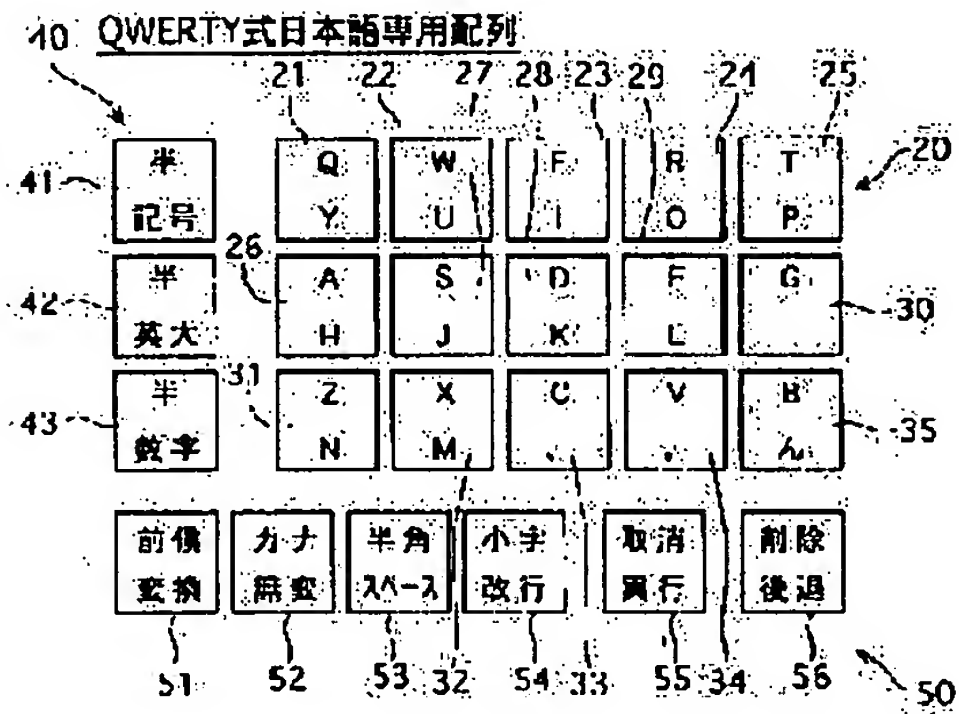 40 QWERTY式日本語専用配列
21 22 27 28 23 29 24 25
半 Q W E R T 20
41 記号 Y U I O P
26
半 A S D F G
42 英大 H J K L 30
31
半 Z X C V B
43 数字 N M 、 。 ん 35
前候 カナ 半角 小字 取消 削除
変換 無変 スペース 改行 実行 後退
51 52 53 32 54 33 55 34 56
50